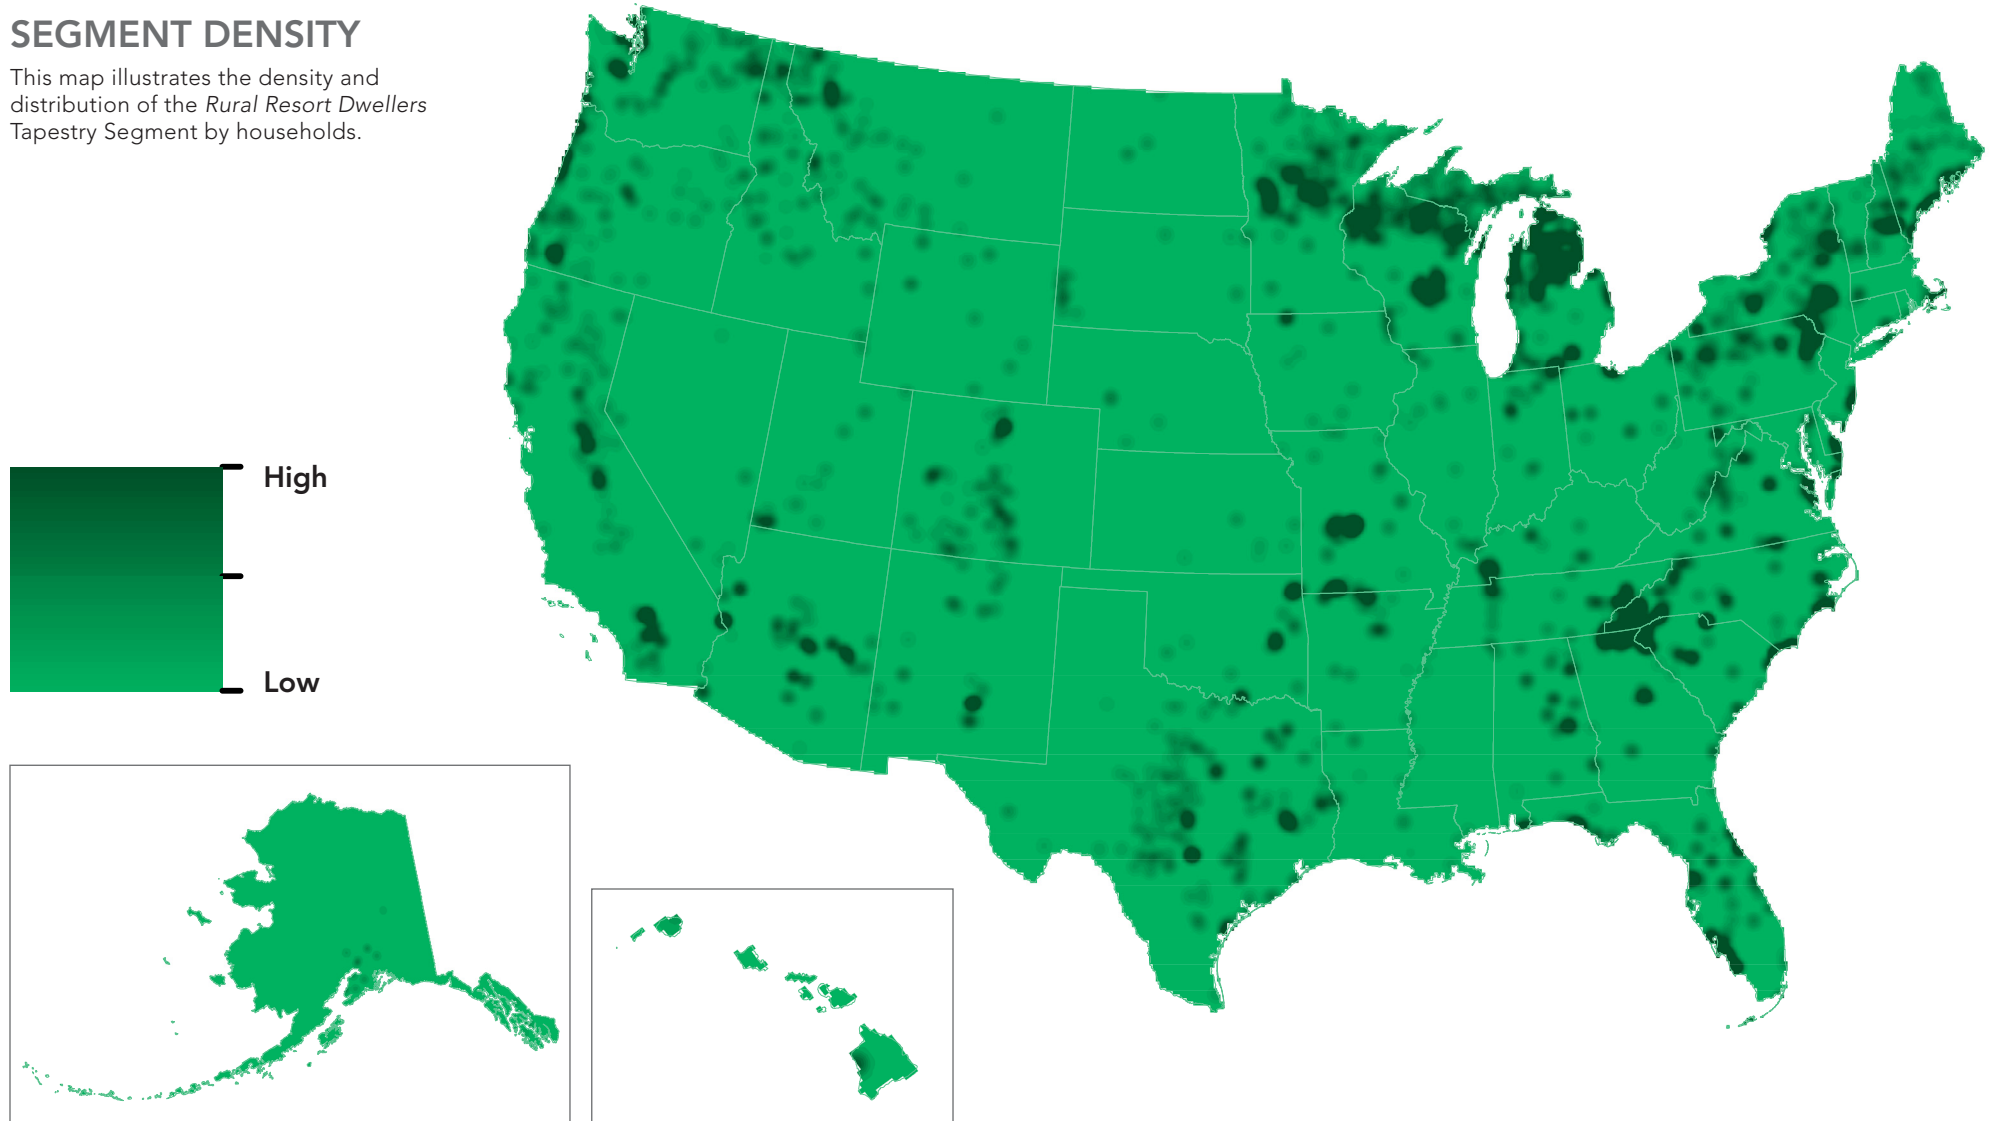 SEGMENT DENSITY
This map illustrates the density and
distribution of the Rural Resort Dwellers
Tapestry Segment by households.
High
Low